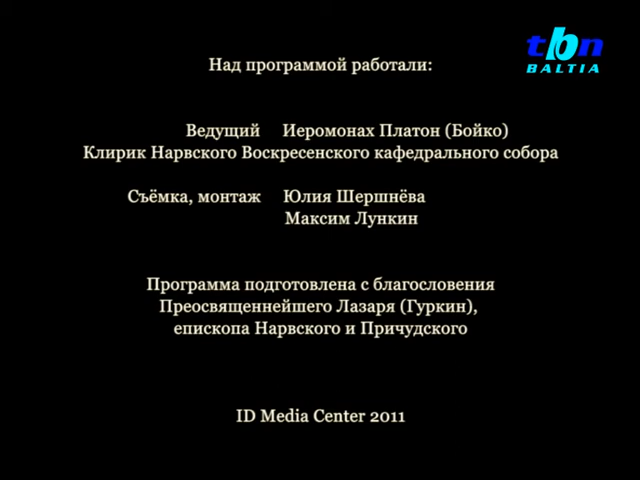 tbn
BALTIA
Над программой работали:
Ведущий Иеромонах Платон (Бойко)
Клирик Нарвского Воскресенского кафедрального собора
Съёмка, монтаж Юлия Шершнёва
Максим Лункин
Программа подготовлена с благословения
Преосвященнейшего Лазаря (Гуркин),
епископа Нарвского и Причудского
ID Media Center 2011